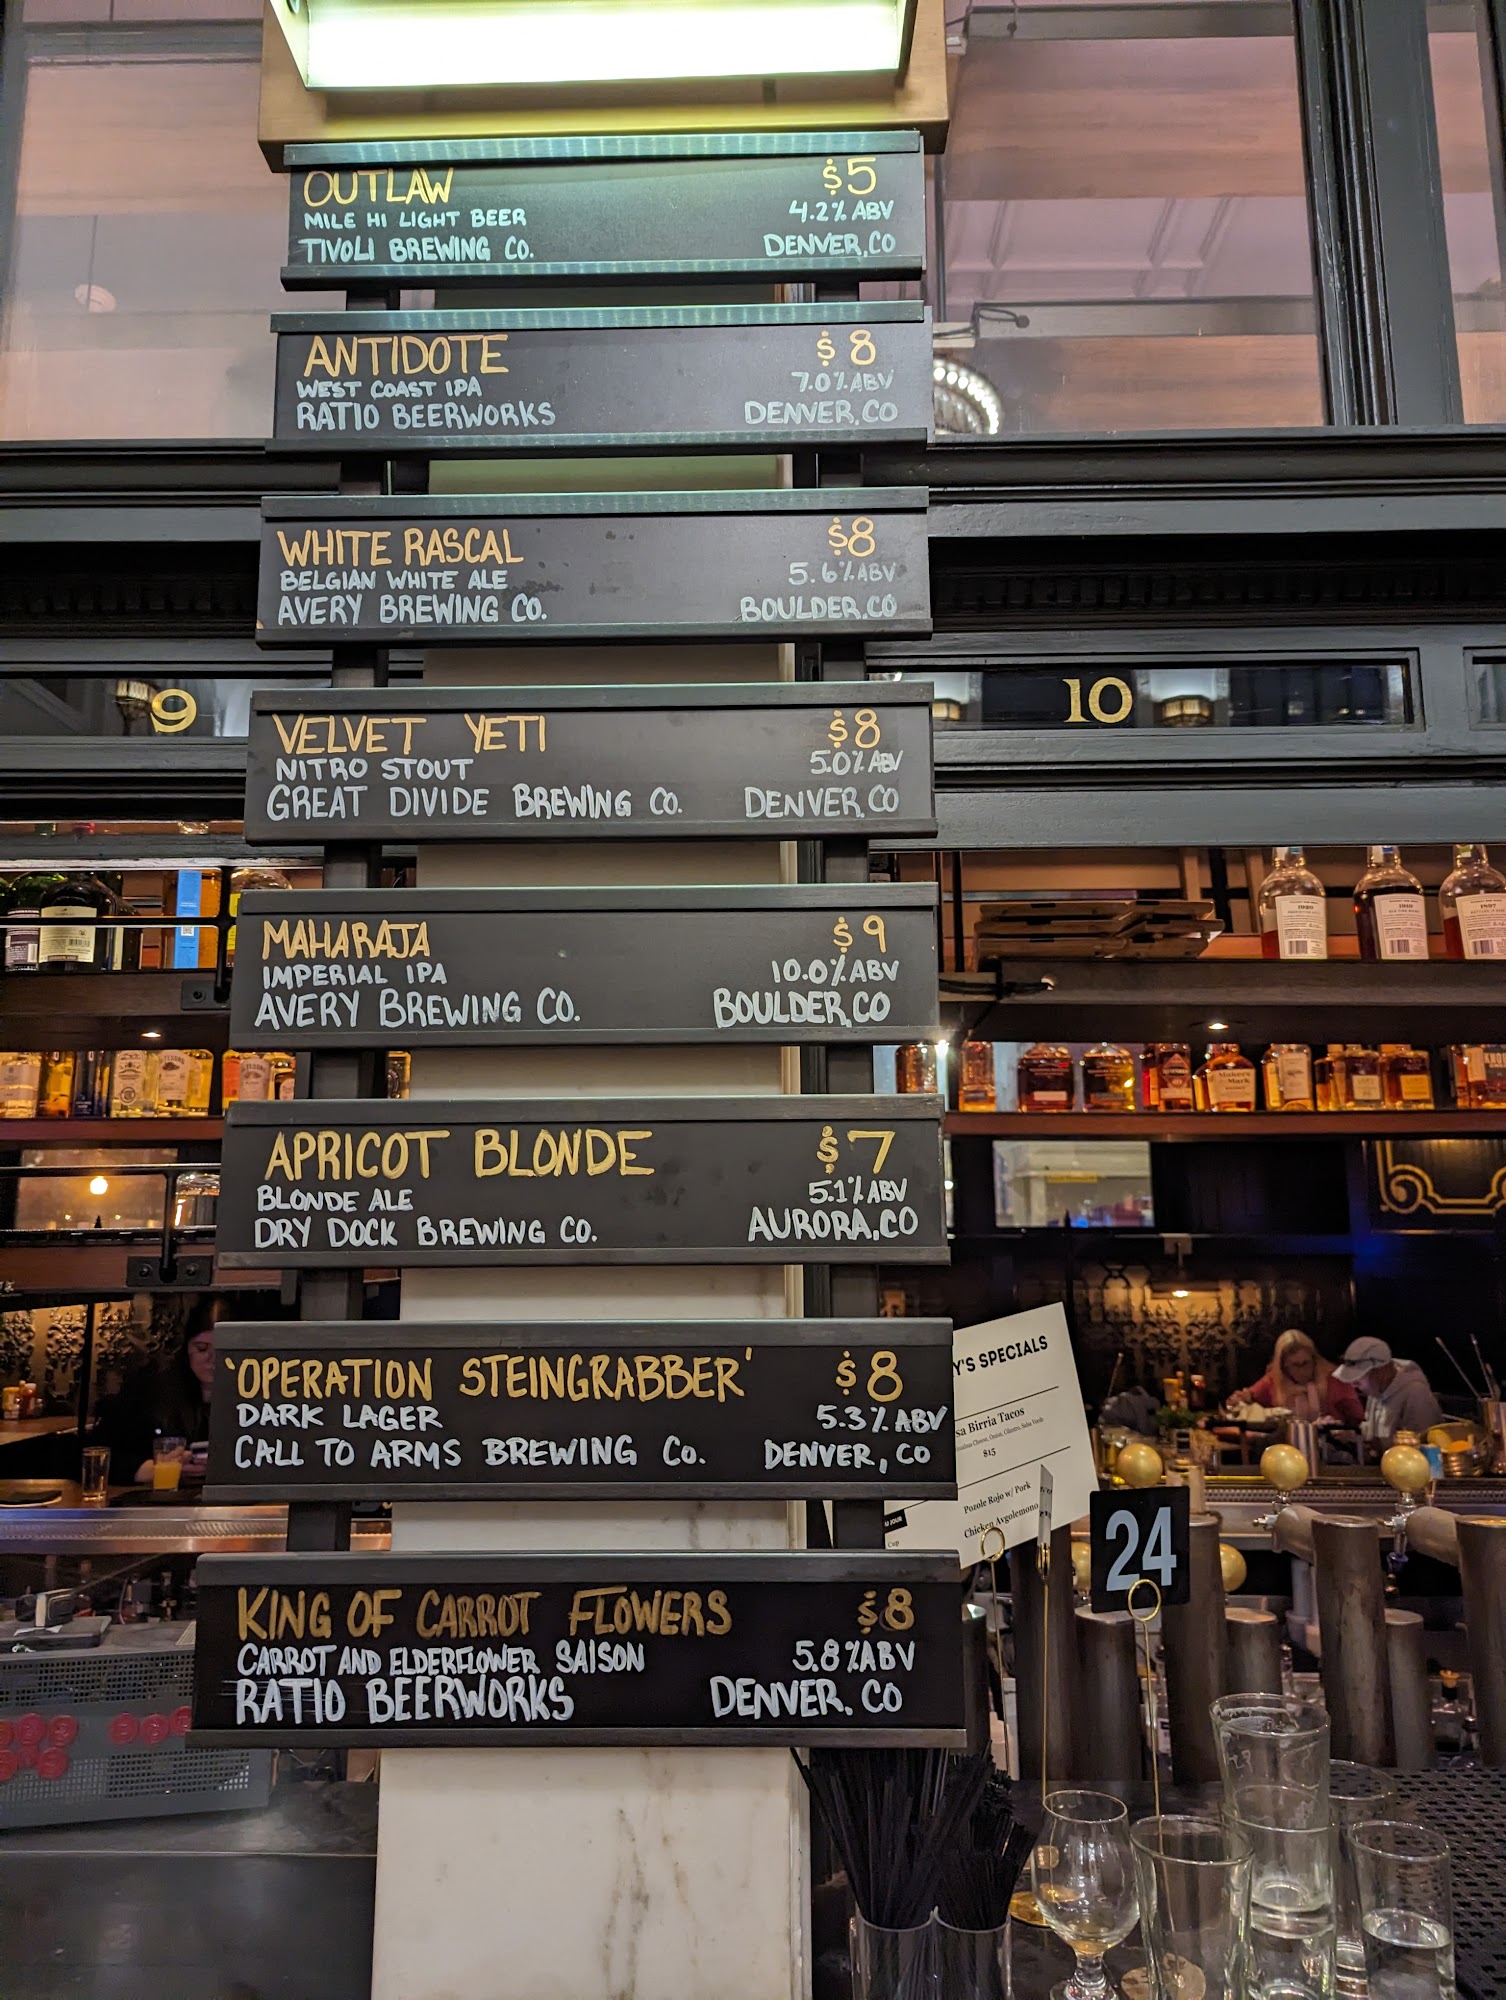 OUTLAW $5
MILE HI LIGHT BEER 4.2% ABV
TIVOLI BREWING CO. DENVER, CO
ANTIDOTE $8
WEST COAST IPA 7.0% ABV
RATIO BEERWORKS DENVER, CO
WHITE RASCAL $8
BELGIAN WHITE ALE 5.6% ABV
AVERY BREWING CO. BOULDER, CO
9
10
VELVET YETI $8
NITRO STOUT 5.0% ABV
GREAT DIVIDE BREWING CO. DENVER, CO
MAHARAJA $9
IMPERIAL IPA 10.0% ABV
AVERY BREWING CO. BOULDER, CO
APRICOT BLONDE $7
BLONDE ALE 5.1% ABV
DRY DOCK BREWING CO. AURORA, CO
'OPERATION STEINGRABBER' $8
DARK LAGER 5.3% ABV
CALL TO ARMS BREWING CO. DENVER, CO
KING OF CARROT FLOWERS $8
CARROT AND ELDERFLOWER SAISON 5.8% ABV
RATIO BEERWORKS DENVER. CO
Y'S SPECIALS
sa Birria Tacos
$15
Pozole Rojo w/ Pork
Chicken Avgolemono
Cup
24
Maker's Mark